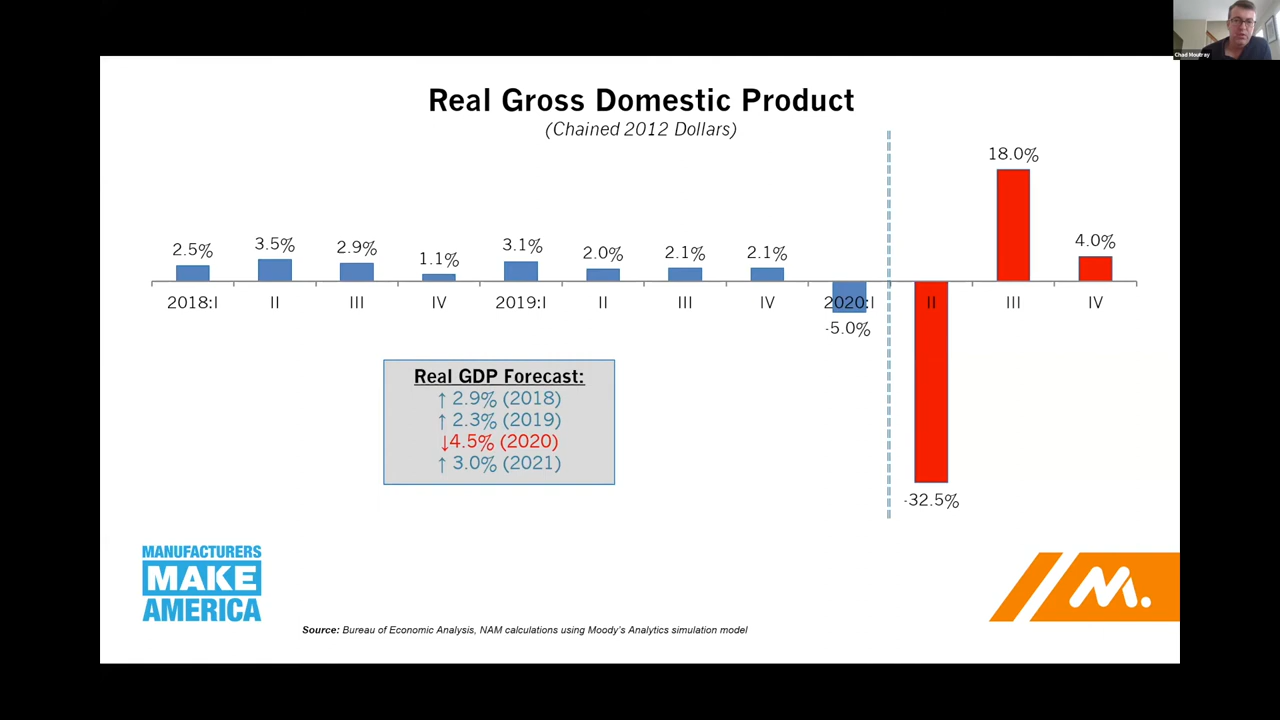 Chad Moutray
Real Gross Domestic Product
(Chained 2012 Dollars)
18.0%
2.5%
3.5%
2.9%
1.1%
3.1%
2.0%
2.1%
2.1%
4.0%
2018:I
II
III
IV
2019:I
II
III
IV
2020:I
II
III
IV
-5.0%
-32.5%
Real GDP Forecast:
↑ 2.9% (2018)
↑ 2.3% (2019)
↓4.5% (2020)
↑ 3.0% (2021)
MANUFACTURERS
MAKE
AMERICA
M.
Source: Bureau of Economic Analysis, NAM calculations using Moody's Analytics simulation model